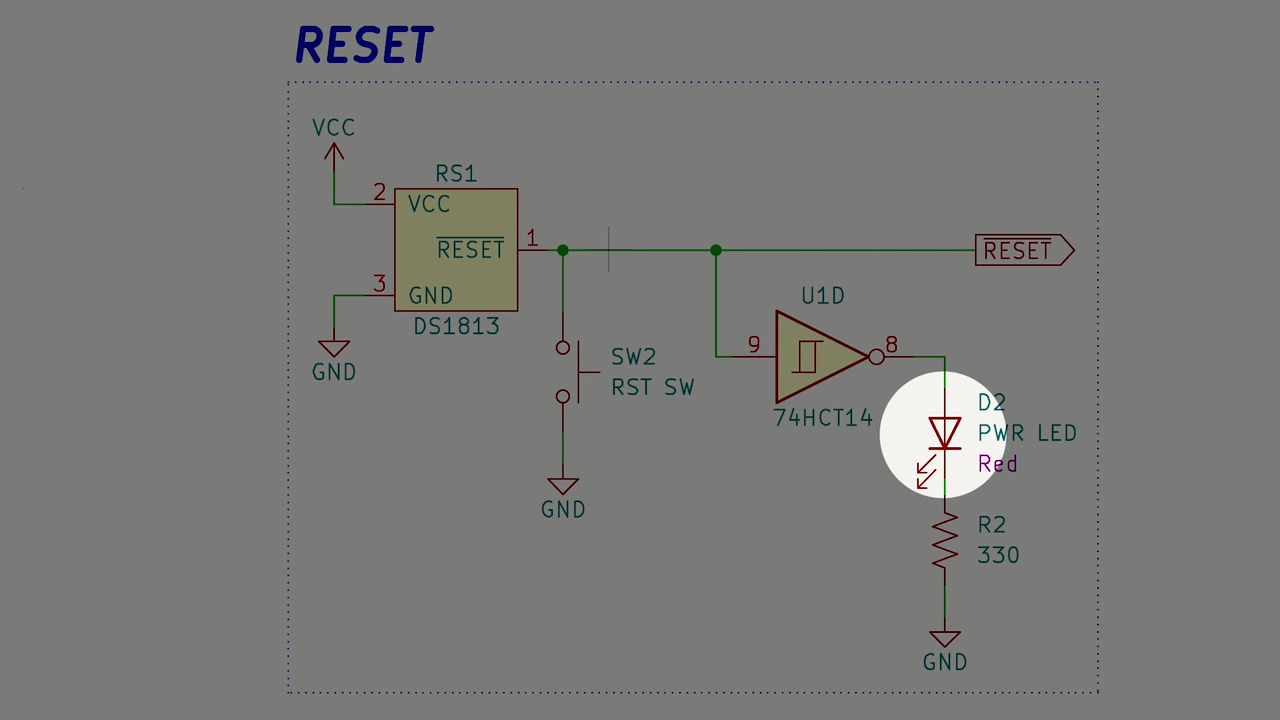 RESET
VCC
RS1
2
VCC
RESET
1
RESET
3
GND
DS1813
GND
U1D
9
8
74HCT14
SW2
RST SW
GND
D2
PWR LED
Red
R2
330
GND